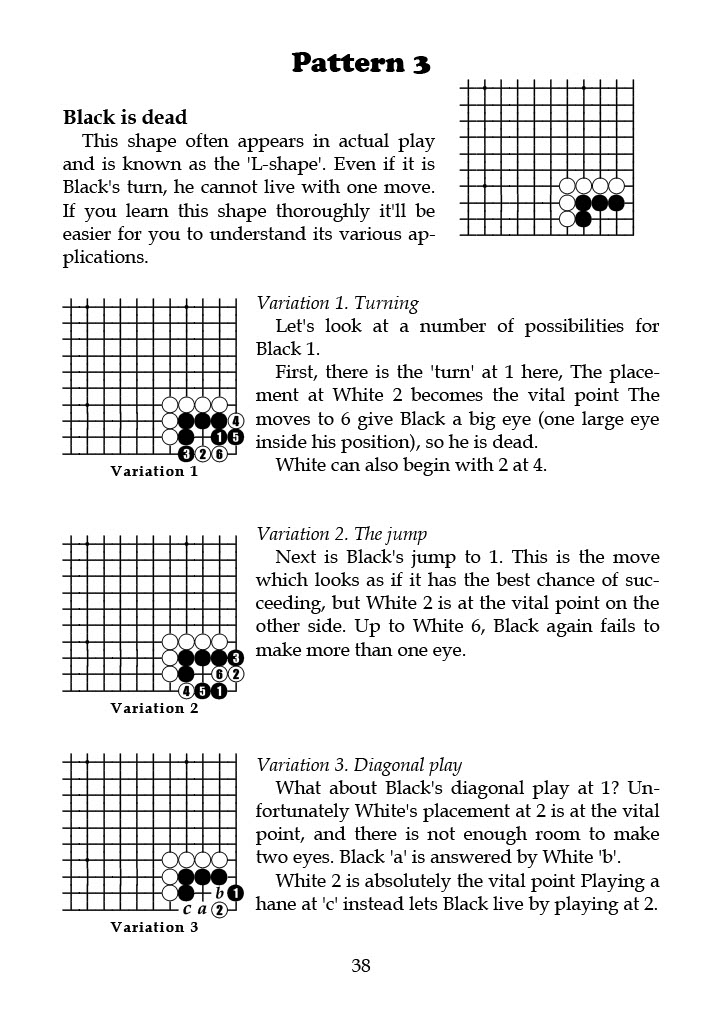 Pattern 3
Black is dead
This shape often appears in actual play
and is known as the 'L-shape'. Even if it is
Black's turn, he cannot live with one move.
If you learn this shape thoroughly it'll be
easier for you to understand its various ap-
plications.
Variation 1. Turning
Let's look at a number of possibilities for
Black 1.
First, there is the 'turn' at 1 here, The place-
ment at White 2 becomes the vital point The
moves to 6 give Black a big eye (one large eye
inside his position), so he is dead.
White can also begin with 2 at 4.
4
1 5
3 2 6
Variation 1
Variation 2. The jump
Next is Black's jump to 1. This is the move
which looks as if it has the best chance of suc-
ceeding, but White 2 is at the vital point on the
other side. Up to White 6, Black again fails to
make more than one eye.
3
6 2
4 5 1
Variation 2
Variation 3. Diagonal play
What about Black's diagonal play at 1? Un-
fortunately White's placement at 2 is at the vital
point, and there is not enough room to make
two eyes. Black 'a' is answered by White 'b'.
White 2 is absolutely the vital point Playing a
hane at 'c' instead lets Black live by playing at 2.
b 1
c a 2
Variation 3
38